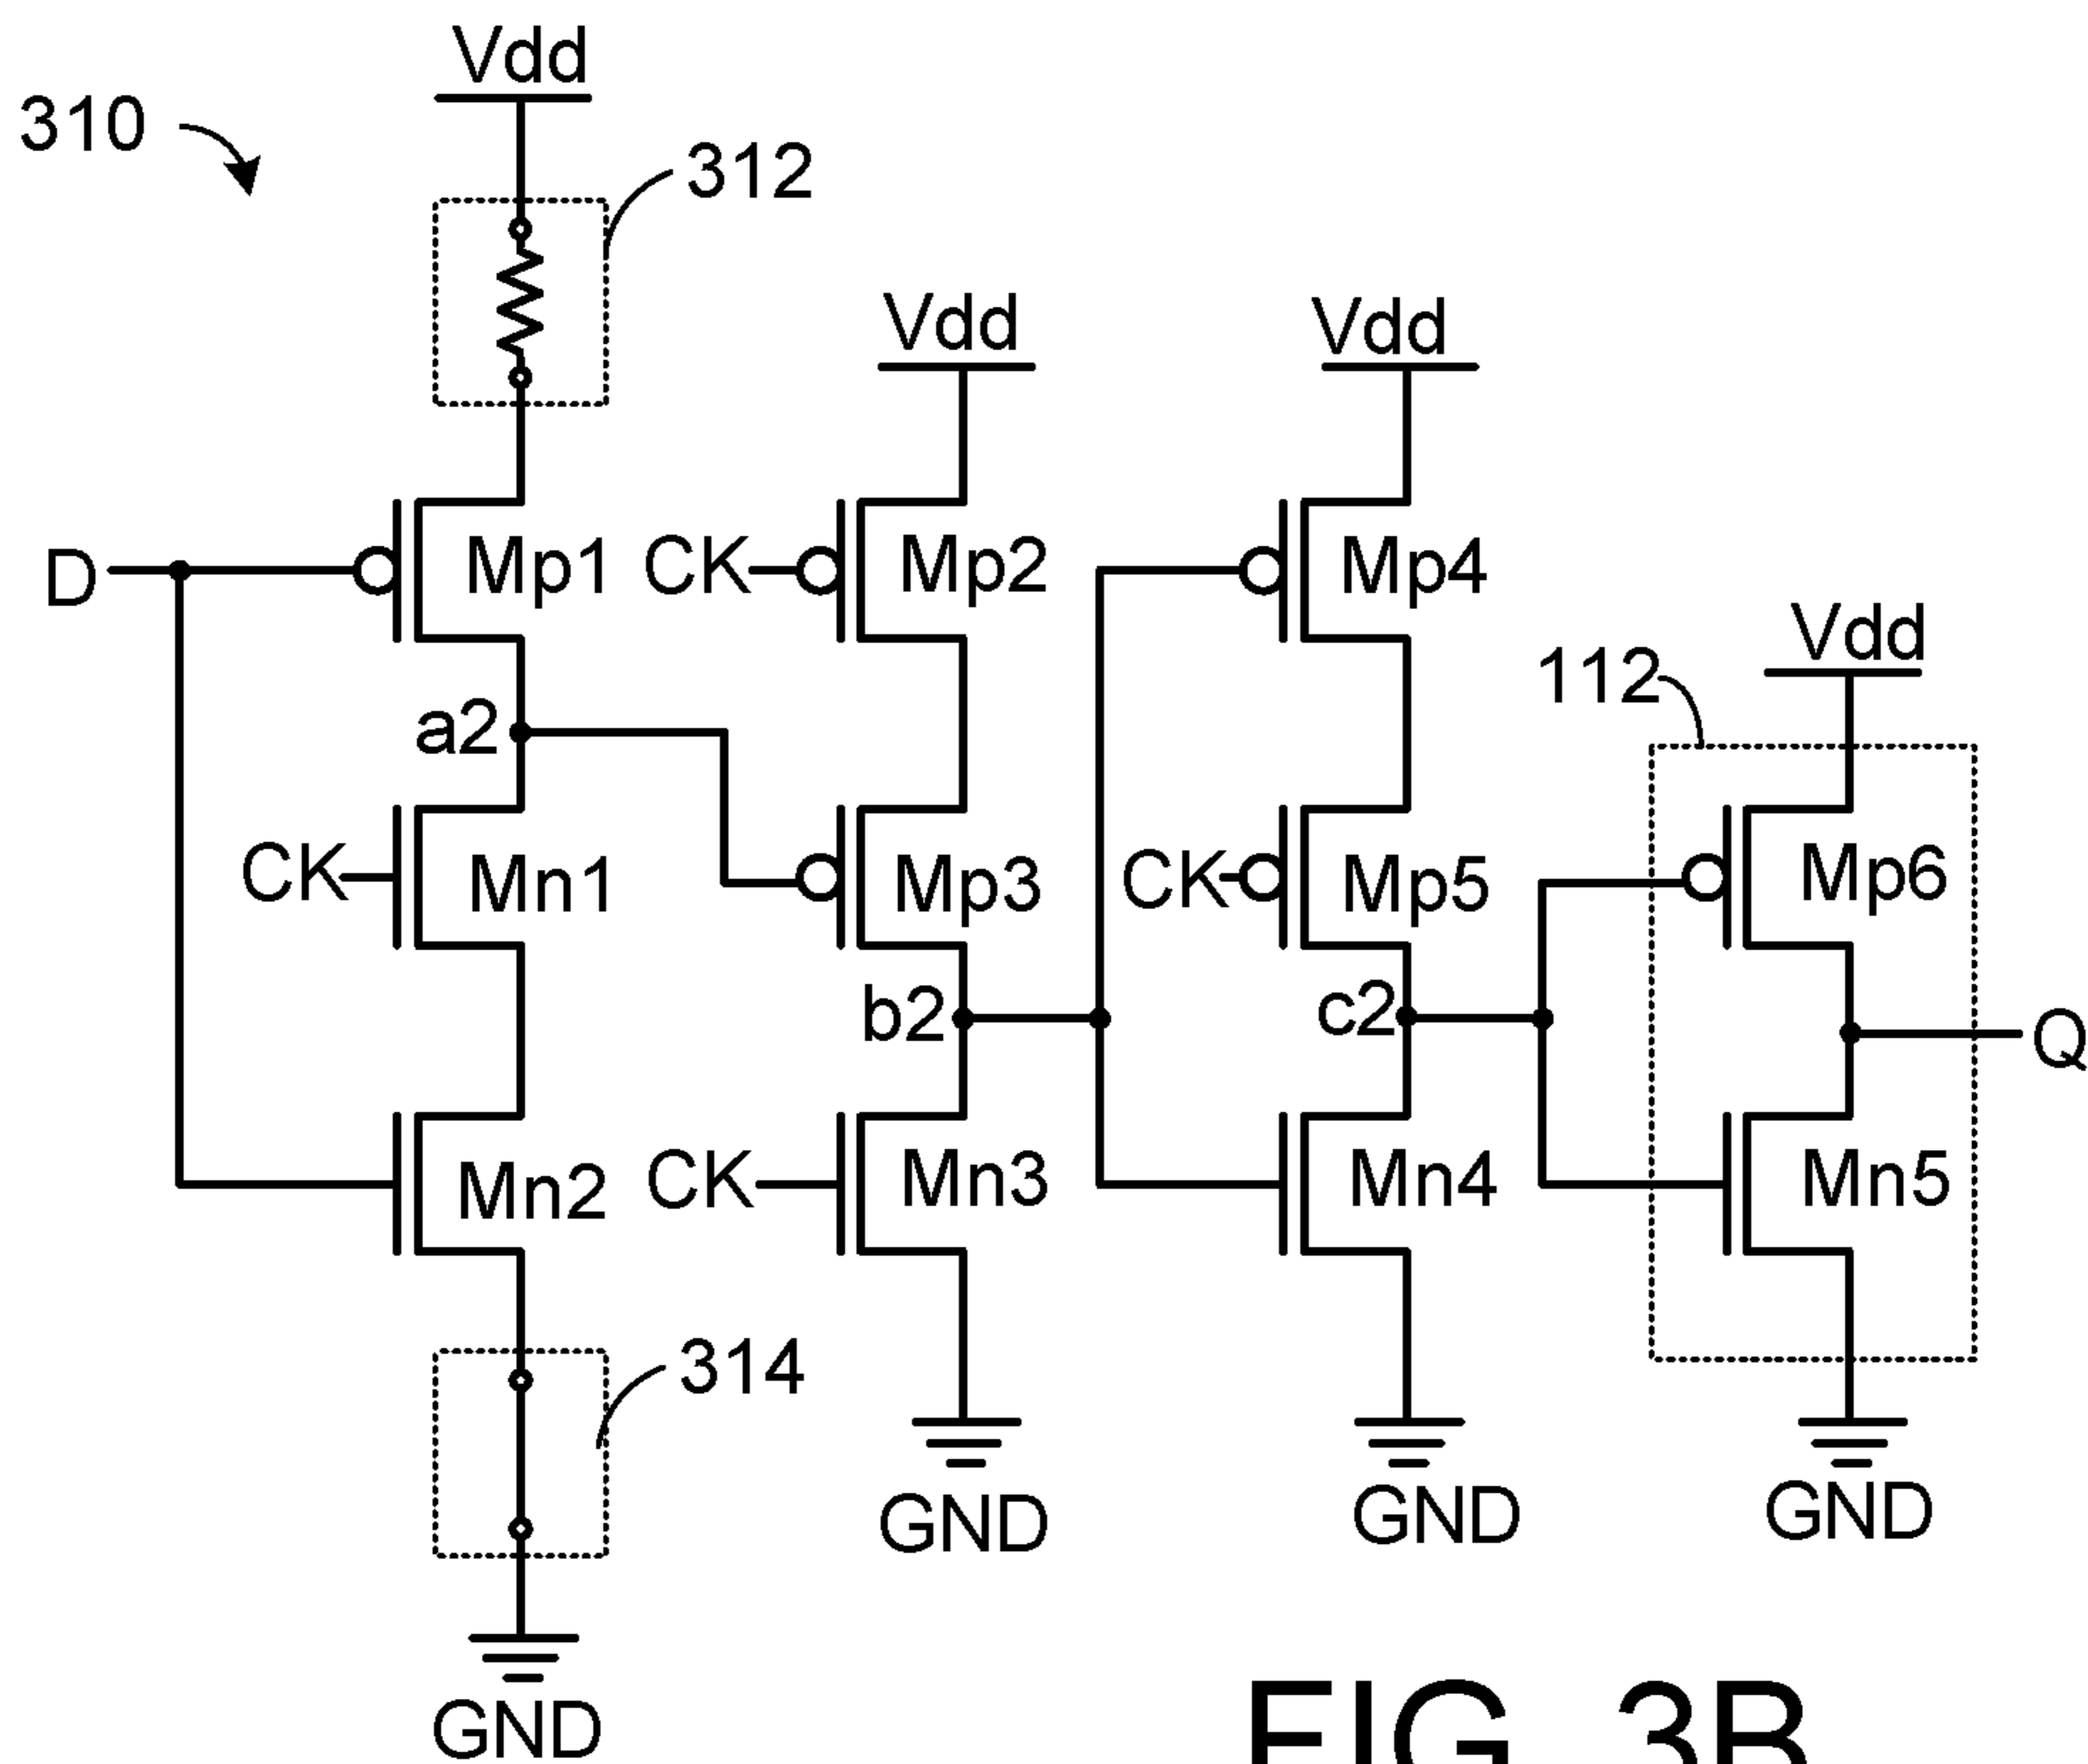 310
Vdd
312
Vdd
Vdd
D
Mp1
CK
Mp2
Mp4
Vdd
112
a2
CK
Mn1
Mp3
CK
Mp5
Mp6
b2
c2
Q
Mn2
CK
Mn3
Mn4
Mn5
314
GND
GND
GND
GND
FIG. 3B